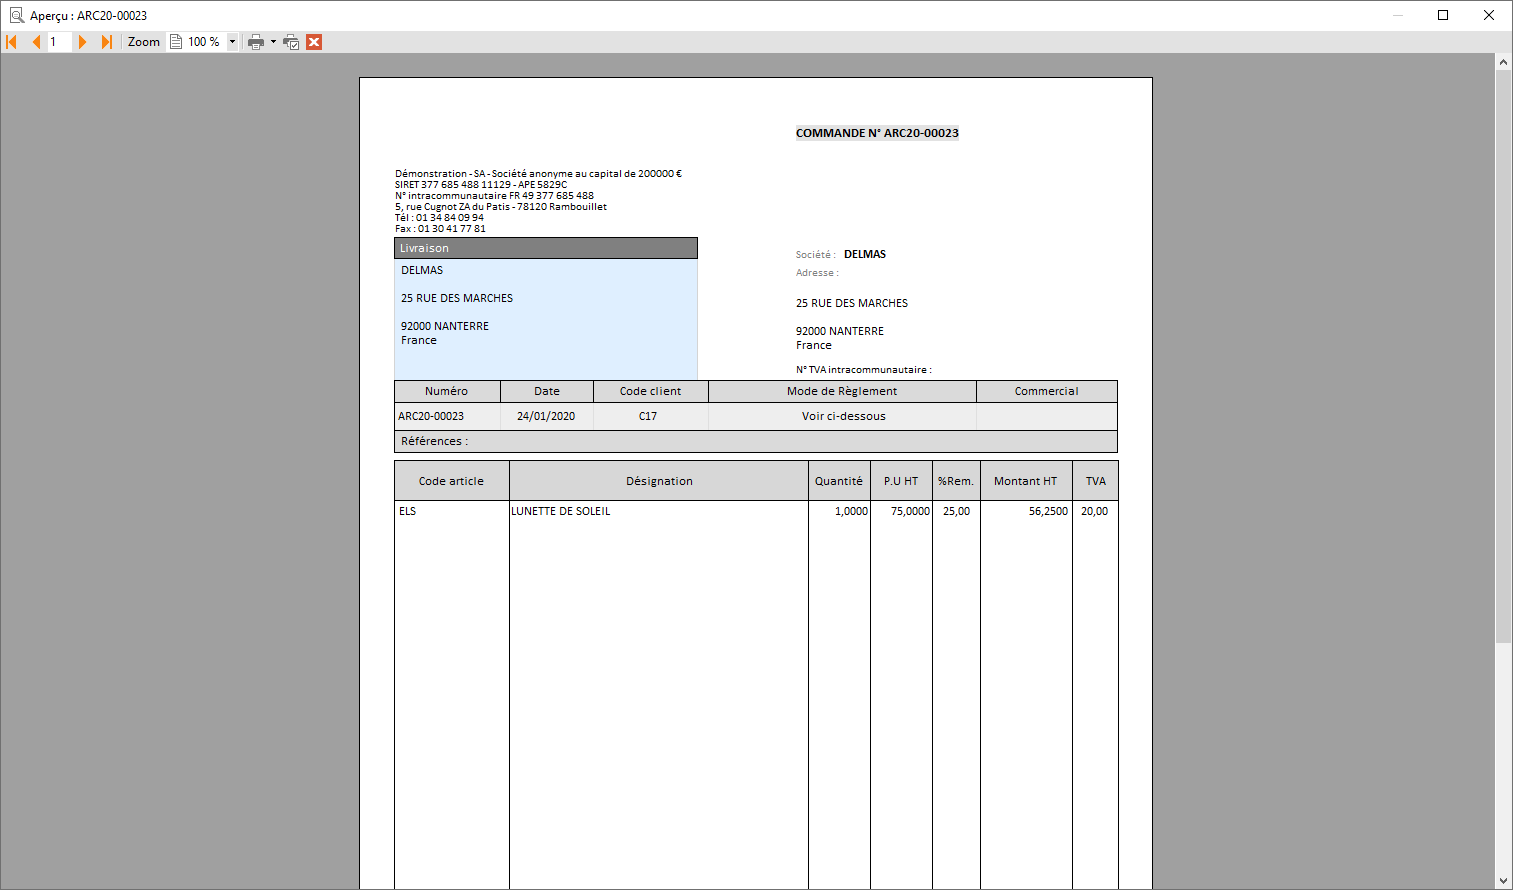 Aperçu : ARC20-00023
1 Zoom 100 %
COMMANDE N° ARC20-00023
Démonstration - SA - Société anonyme au capital de 200000 €
SIRET 377 685 488 11129 - APE 5829C
N° intracommunautaire FR 49 377 685 488
5, rue Cugnot ZA du Patis - 78120 Rambouillet
Tél : 01 34 84 09 94
Fax : 01 30 41 77 81
Livraison
DELMAS
25 RUE DES MARCHES
92000 NANTERRE
France
Société : DELMAS
Adresse :
25 RUE DES MARCHES
92000 NANTERRE
France
N° TVA intracommunautaire :
Numéro Date Code client Mode de Règlement Commercial
ARC20-00023 24/01/2020 C17 Voir ci-dessous
Références :
Code article Désignation Quantité P.U HT %Rem. Montant HT TVA
ELS LUNETTE DE SOLEIL 1,0000 75,0000 25,00 56,2500 20,00